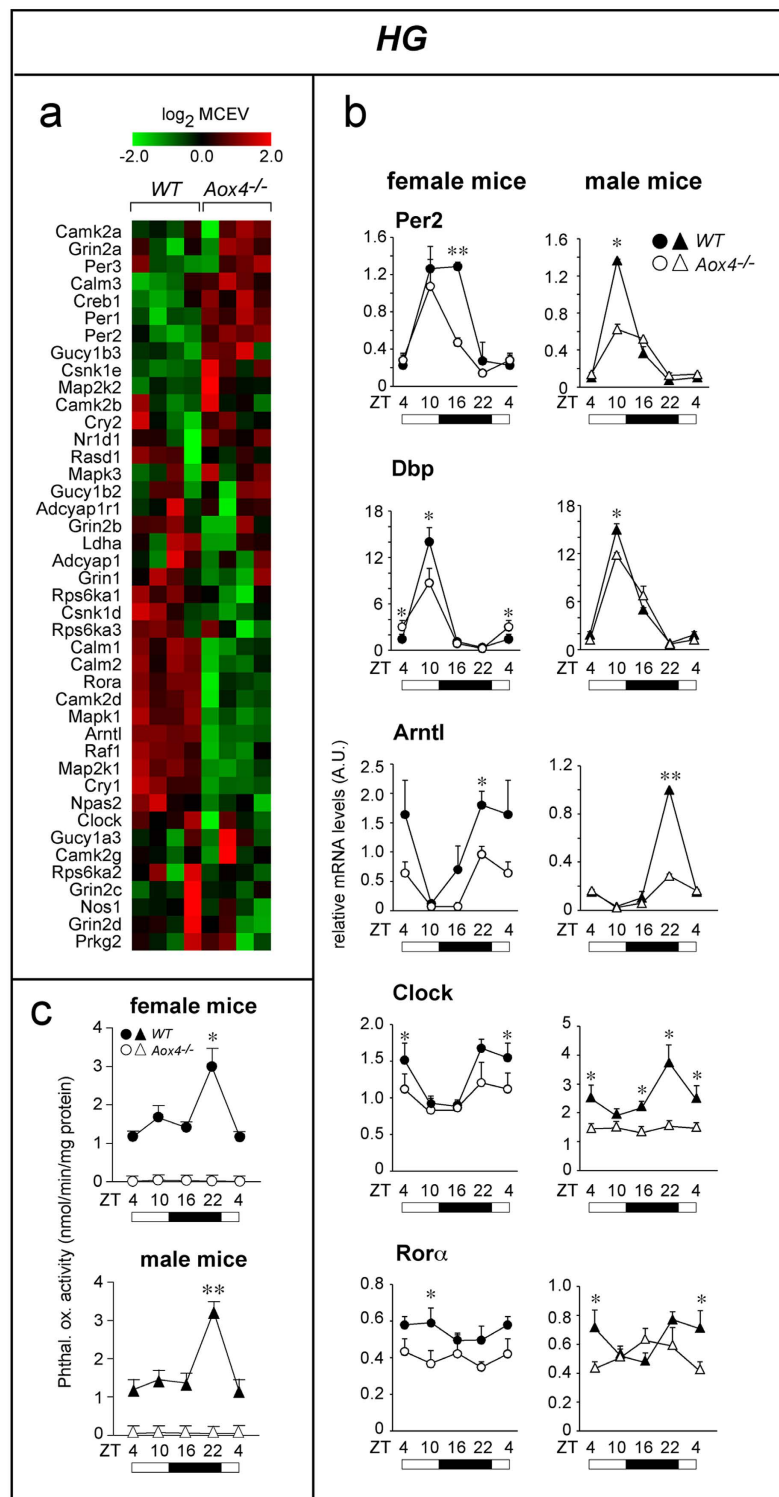 HG
a
log2 MCEV
-2.0 0.0 2.0
WT Aox4-/-
Camk2a
Grin2a
Per3
Calm3
Creb1
Per1
Per2
Gucy1b3
Csnk1e
Map2k2
Camk2b
Cry2
Nr1d1
Rasd1
Mapk3
Gucy1b2
Adcyap1r1
Grin2b
Ldha
Adcyap1
Grin1
Rps6ka1
Csnk1d
Rps6ka3
Calm1
Calm2
Rora
Camk2d
Mapk1
Arntl
Raf1
Map2k1
Cry1
Npas2
Clock
Gucy1a3
Camk2g
Rps6ka2
Grin2c
Nos1
Grin2d
Prkg2
b
female mice male mice
relative mRNA levels (A.U.)
Per2
1.6
1.2
0.8
0.4
0
**
ZT 4 10 16 22 4
1.6
1.2
0.8
0.4
0
*
WT
Aox4-/-
ZT 4 10 16 22 4
Dbp
18
12
6
0
* * *
ZT 4 10 16 22 4
18
12
6
0
*
ZT 4 10 16 22 4
Arntl
2.5
2.0
1.5
1.0
0.5
0
*
ZT 4 10 16 22 4
1.2
0.8
0.4
0
**
ZT 4 10 16 22 4
Clock
2.0
1.5
1.0
0.5
0
* *
ZT 4 10 16 22 4
5
4
3
2
1
0
* * * *
ZT 4 10 16 22 4
Rorα
0.8
0.6
0.4
0.2
0
*
ZT 4 10 16 22 4
1.0
0.8
0.6
0.4
0.2
0.0
* *
ZT 4 10 16 22 4
c
Phthal. ox. activity (nmol/min/mg protein)
female mice
4
3
2
1
0
WT
Aox4-/-
*
ZT 4 10 16 22 4
male mice
4
3
2
1
0
**
ZT 4 10 16 22 4